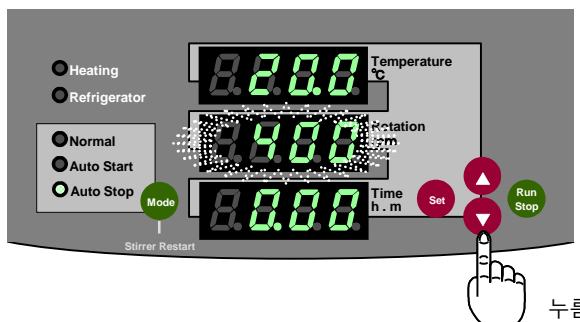 Heating
Refrigerator
Normal
Auto Start
Auto Stop
Mode
Stirrer Restart
20.0
Temperature
℃
400
Rotation
0.00
Time
h . m
Set
Run
Stop
누름